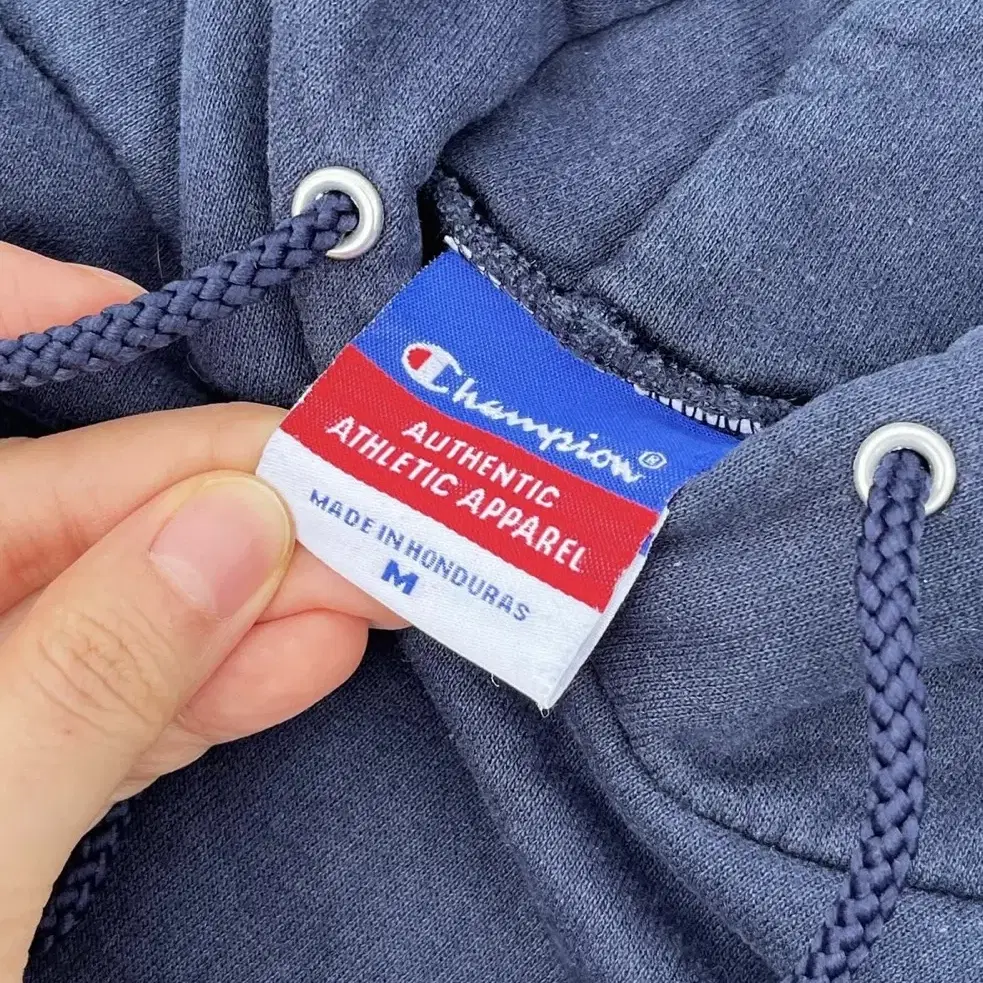 Champion®
AUTHENTIC
ATHLETIC APPAREL
MADE IN HONDURAS
M